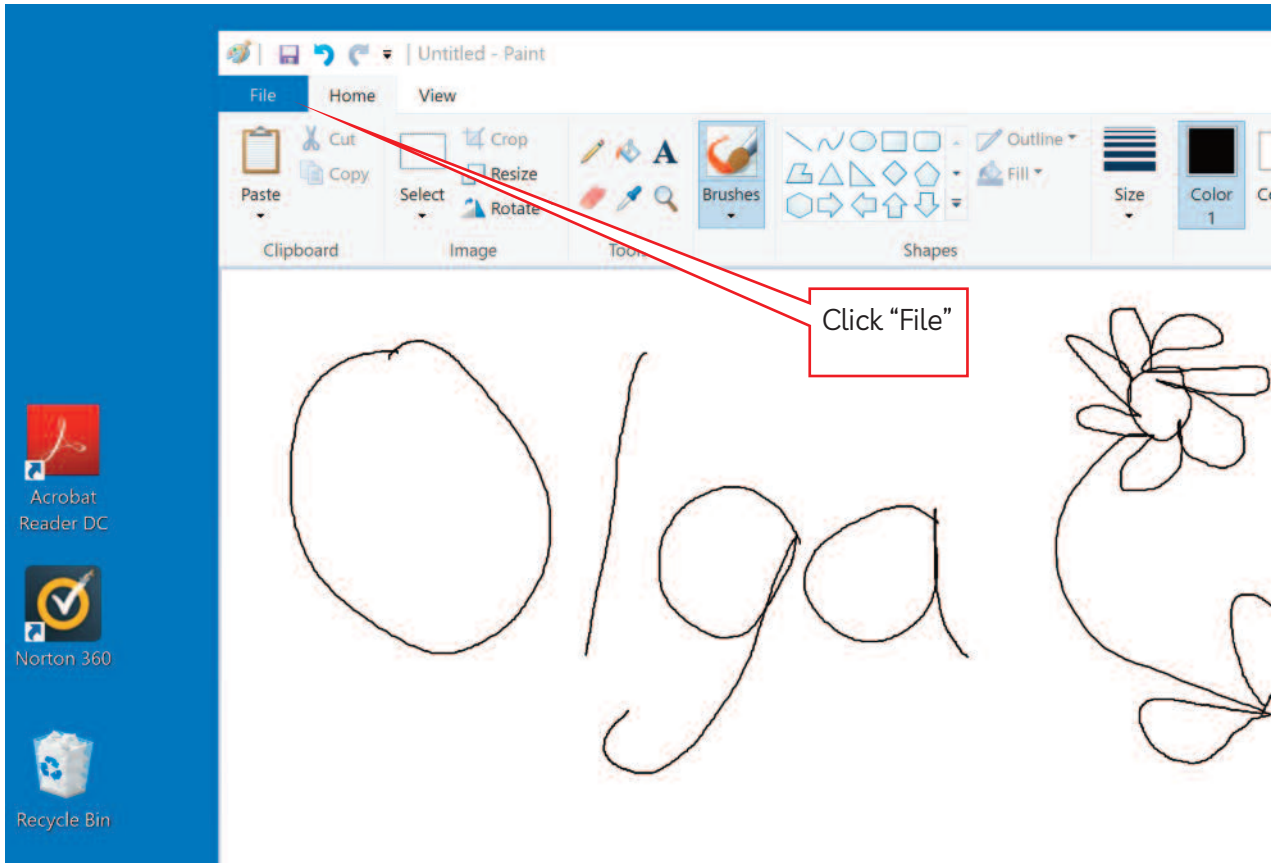 Untitled - Paint
File Home View
Cut Crop Outline
Copy Resize A Fill
Paste Select Rotate Brushes Size Color
1
Clipboard Image Tools Shapes
Click “File”
Olga
Acrobat
Reader DC
Norton 360
Recycle Bin